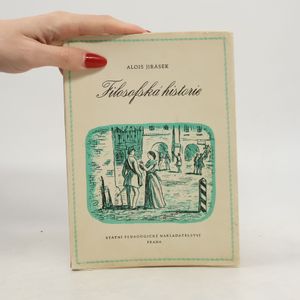 ALOIS JIRÁSEK
Filosofská historie
STÁTNÍ PEDAGOGICKÉ NAKLADATELSTVÍ
PRAHA